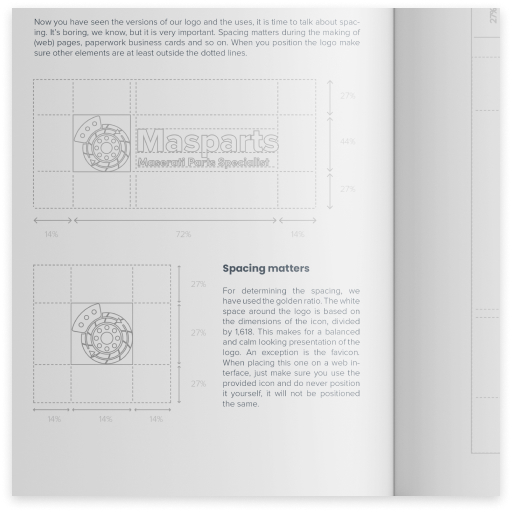 Now you have seen the versions of our logo and the uses, it is time to talk about spac-
ing. It's boring, we know, but it is very important. Spacing matters during the making of
(web) pages, paperwork business cards and so on. When you position the logo make
sure other elements are at least outside the dotted lines.
27%
27%
Masparts
44%
Maserati Parts Specialist
27%
14% 72% 14%
Spacing matters
27%
For determining the spacing, we
have used the golden ratio. The white
space around the logo is based on
the dimensions of the icon, divided
27%
by 1,618. This makes for a balanced
and calm looking presentation of the
logo. An exception is the favicon.
When placing this one on a web in-
terface, just make sure you use the
27%
provided icon and do never position
it yourself, it will not be positioned
the same.
14% 14% 14%